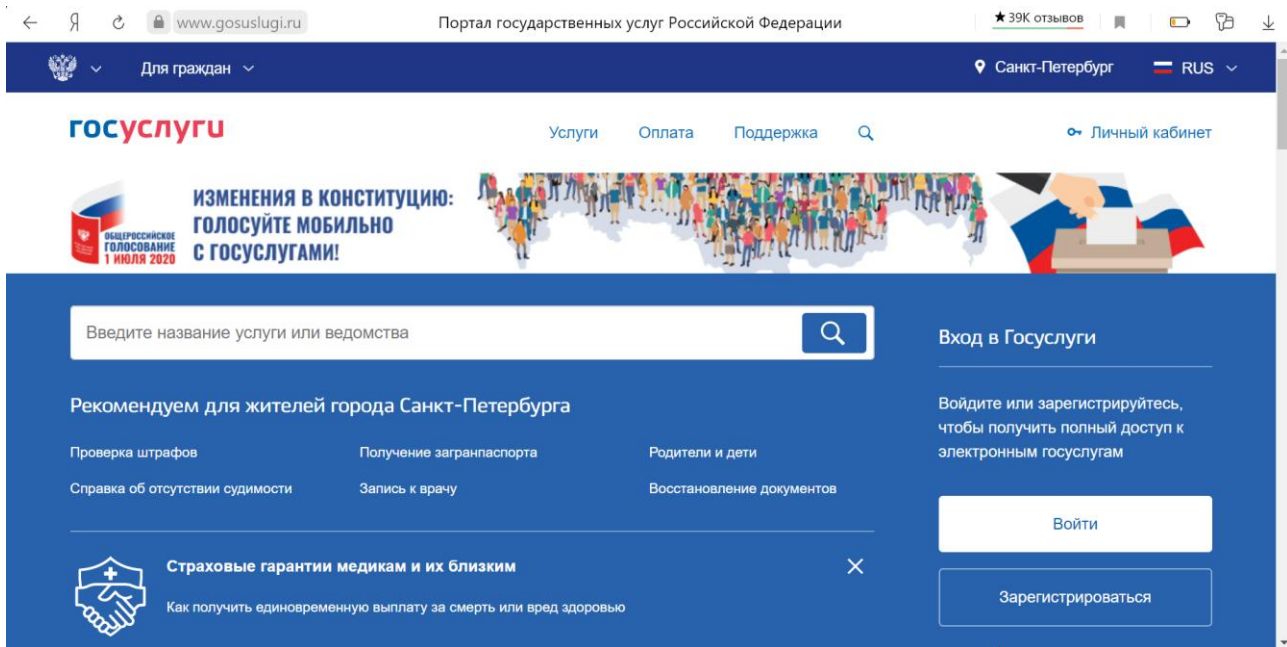 Я www.gosuslugi.ru Портал государственных услуг Российской Федерации ★ 39К отзывов
Для граждан Санкт-Петербург RUS
госуслуги Услуги Оплата Поддержка Личный кабинет
ОБЩЕРОССИЙСКОЕ
ГОЛОСОВАНИЕ
1 ИЮЛЯ 2020
ИЗМЕНЕНИЯ В КОНСТИТУЦИЮ:
ГОЛОСУЙТЕ МОБИЛЬНО
С ГОСУСЛУГАМИ!
Введите название услуги или ведомства
Рекомендуем для жителей города Санкт-Петербурга
Проверка штрафов Получение загранпаспорта Родители и дети
Справка об отсутствии судимости Запись к врачу Восстановление документов
Страховые гарантии медикам и их близким
Как получить единовременную выплату за смерть или вред здоровью
Вход в Госуслуги
Войдите или зарегистрируйтесь,
чтобы получить полный доступ к
электронным госуслугам
Войти
Зарегистрироваться